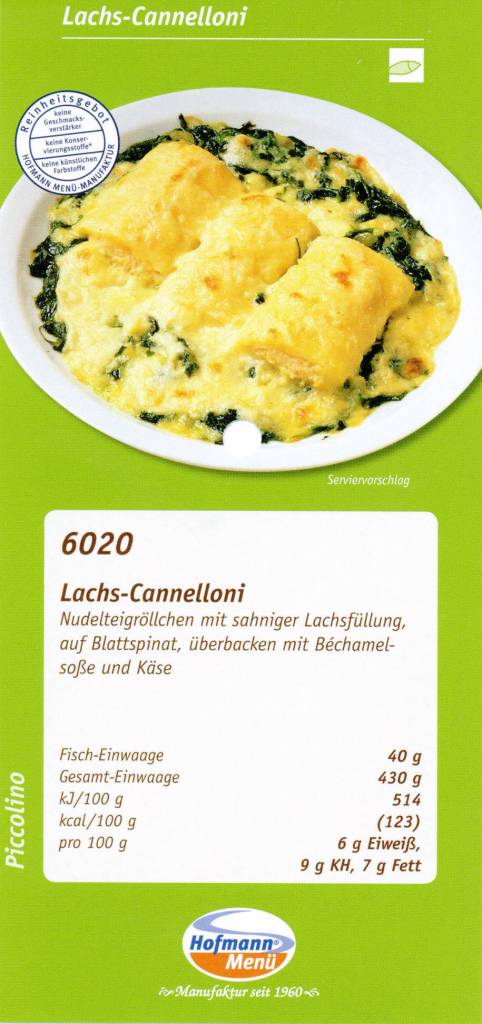 Lachs-Cannelloni
Reinheitsgebot
keine
Geschmacks-
verstärker
keine Konser-
vierungsstoffe*
keine künstlichen
Farbstoffe
HOFMANN MENÜ-MANUFAKTUR
Serviervorschlag
6020
Lachs-Cannelloni
Nudelteigröllchen mit sahniger Lachsfüllung,
auf Blattspinat, überbacken mit Béchamel-
soße und Käse
Fisch-Einwaage 40 g
Gesamt-Einwaage 430 g
kJ/100 g 514
kcal/100 g (123)
pro 100 g 6 g Eiweiß,
9 g KH, 7 g Fett
Piccolino
Hofmann®
Menü
Manufaktur seit 1960